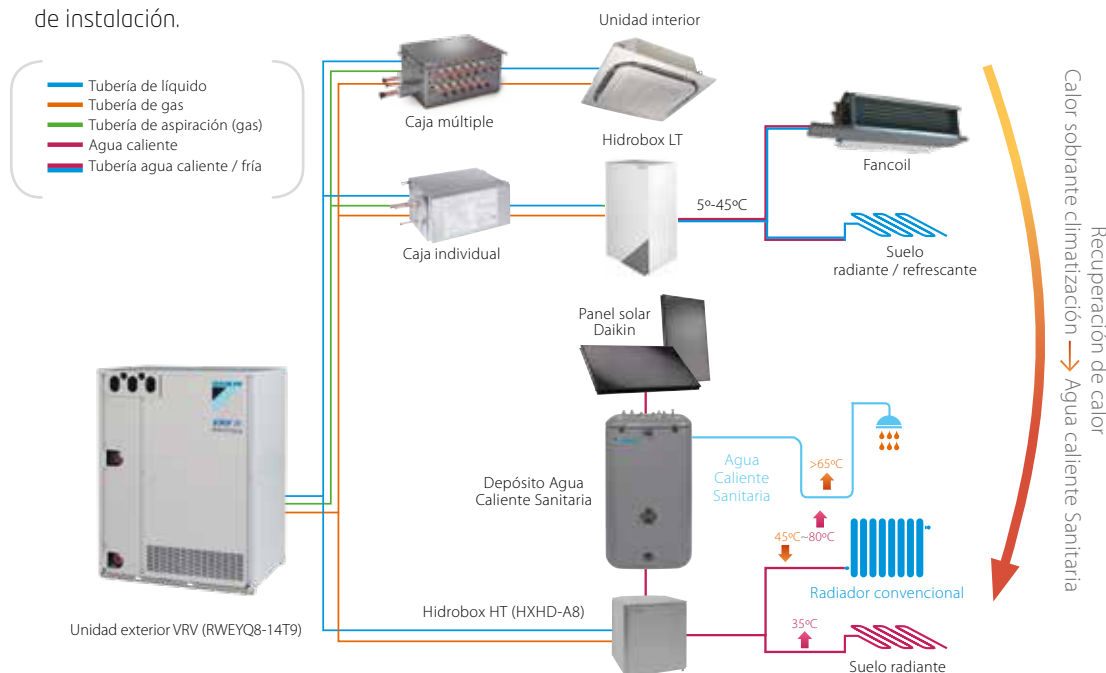 de instalación.
Tubería de líquido
Tubería de gas
Tubería de aspiración (gas)
Agua caliente
Tubería agua caliente / fría
Unidad interior
Caja múltiple
Hidrobox LT
Fancoil
Caja individual
5º-45ºC
Suelo
radiante / refrescante
Panel solar
Daikin
Depósito Agua
Caliente Sanitaria
Agua
Caliente
Sanitaria
>65ºC
45ºC~80ºC
Radiador convencional
Hidrobox HT (HXHD-A8)
35ºC
Suelo radiante
Unidad exterior VRV (RWEYQ8-14T9)
Recuperación de calor
Calor sobrante climatización → Agua caliente Sanitaria